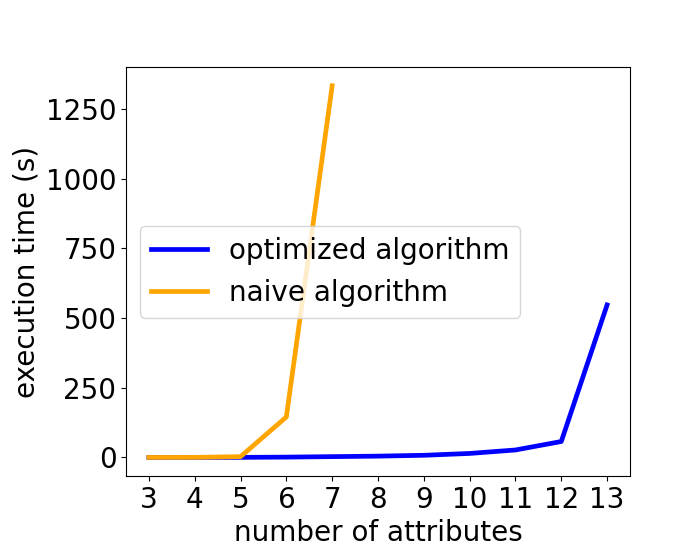 1250
1000
750
500
250
0
execution time (s)
optimized algorithm
naive algorithm
3 4 5 6 7 8 9 10 11 12 13
number of attributes